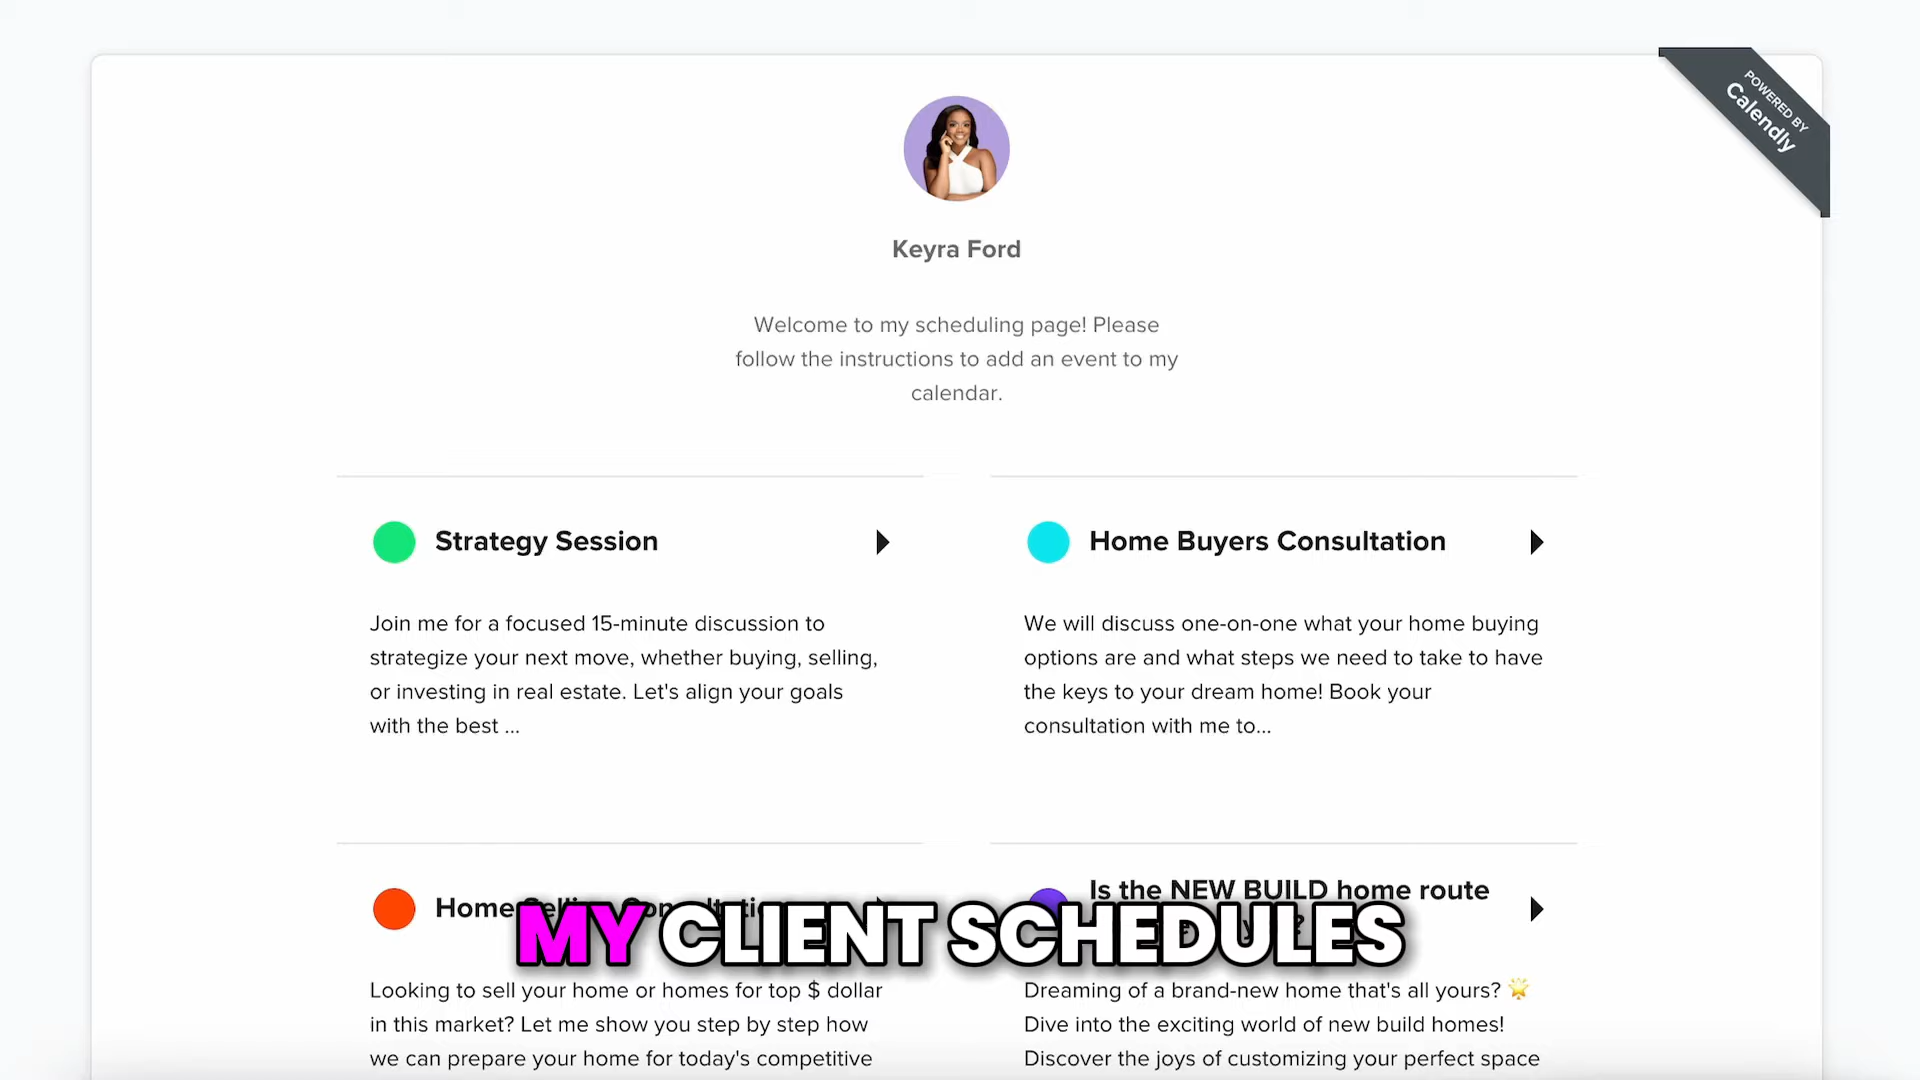 POWERED BY
Calendly
Keyra Ford
Welcome to my scheduling page! Please
follow the instructions to add an event to my
calendar.
Strategy Session
Join me for a focused 15-minute discussion to
strategize your next move, whether buying, selling,
or investing in real estate. Let's align your goals
with the best ...
Home Buyers Consultation
We will discuss one-on-one what your home buying
options are and what steps we need to take to have
the keys to your dream home! Book your
consultation with me to...
Home
Looking to sell your home or homes for top $ dollar
in this market? Let me show you step by step how
we can prepare your home for today's competitive
Is the NEW BUILD home route
Dreaming of a brand-new home that's all yours? 🌟
Dive into the exciting world of new build homes!
Discover the joys of customizing your perfect space
MY CLIENT SCHEDULES